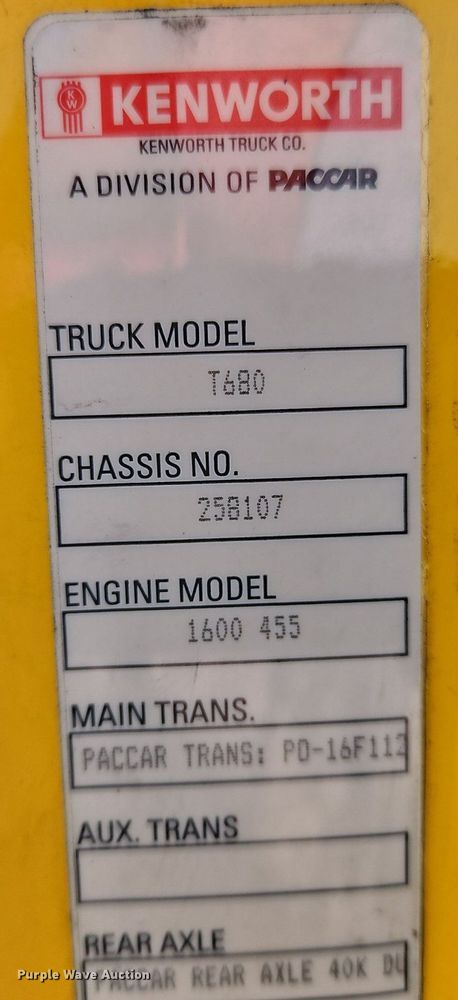 KW
KENWORTH
KENWORTH TRUCK CO.
A DIVISION OF PACCAR
TRUCK MODEL
T680
CHASSIS NO.
258107
ENGINE MODEL
1600 455
MAIN TRANS.
PACCAR TRANS: PO-16F112
AUX. TRANS
REAR AXLE
PACCAR REAR AXLE 40K DU
Purple Wave Auction